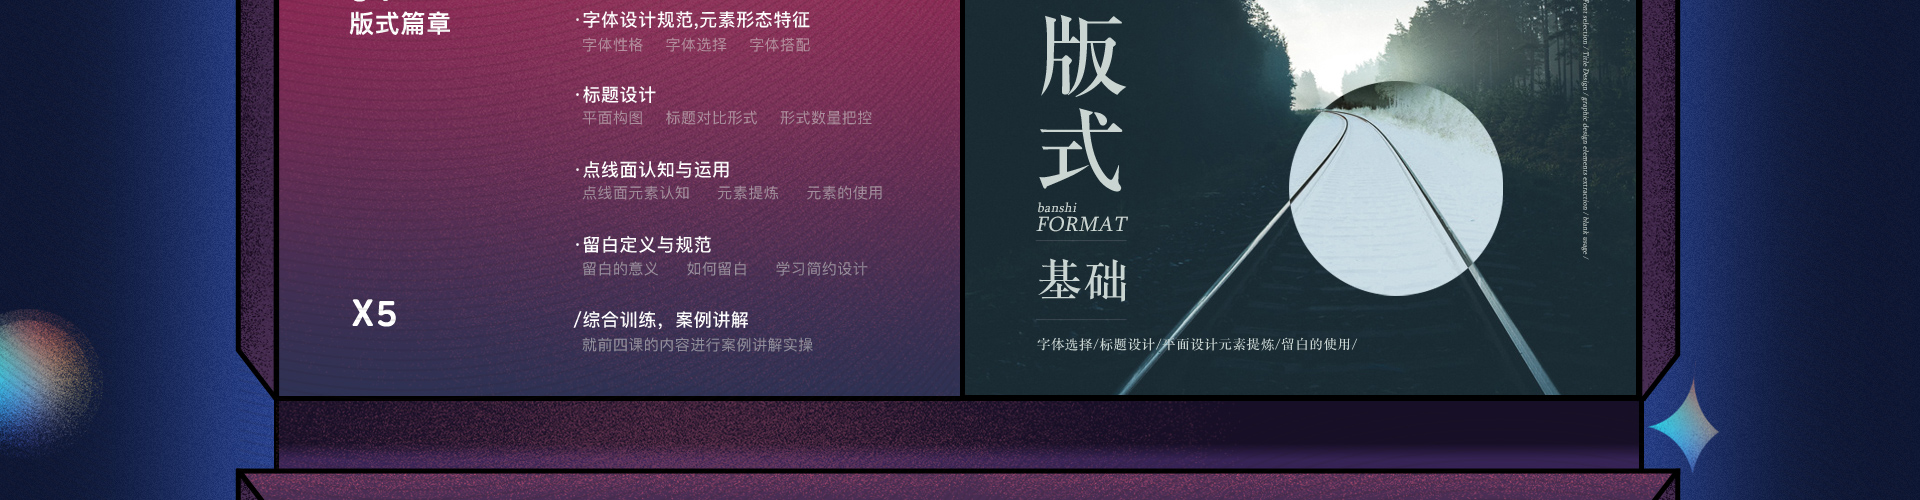 版式篇章
·字体设计规范,元素形态特征
字体性格 字体选择 字体搭配
·标题设计
平面构图 标题对比形式 形式数量把控
·点线面认知与运用
点线面元素认知 元素提炼 元素的使用
·留白定义与规范
留白的意义 如何留白 学习简约设计
X5
/综合训练，案例讲解
就前四课的内容进行案例讲解实操
版
式
banshi
FORMAT
基础
字体选择/标题设计/平面设计元素提炼/留白的使用/
Font selection / Title Design / graphic design elements extraction / blank usage /